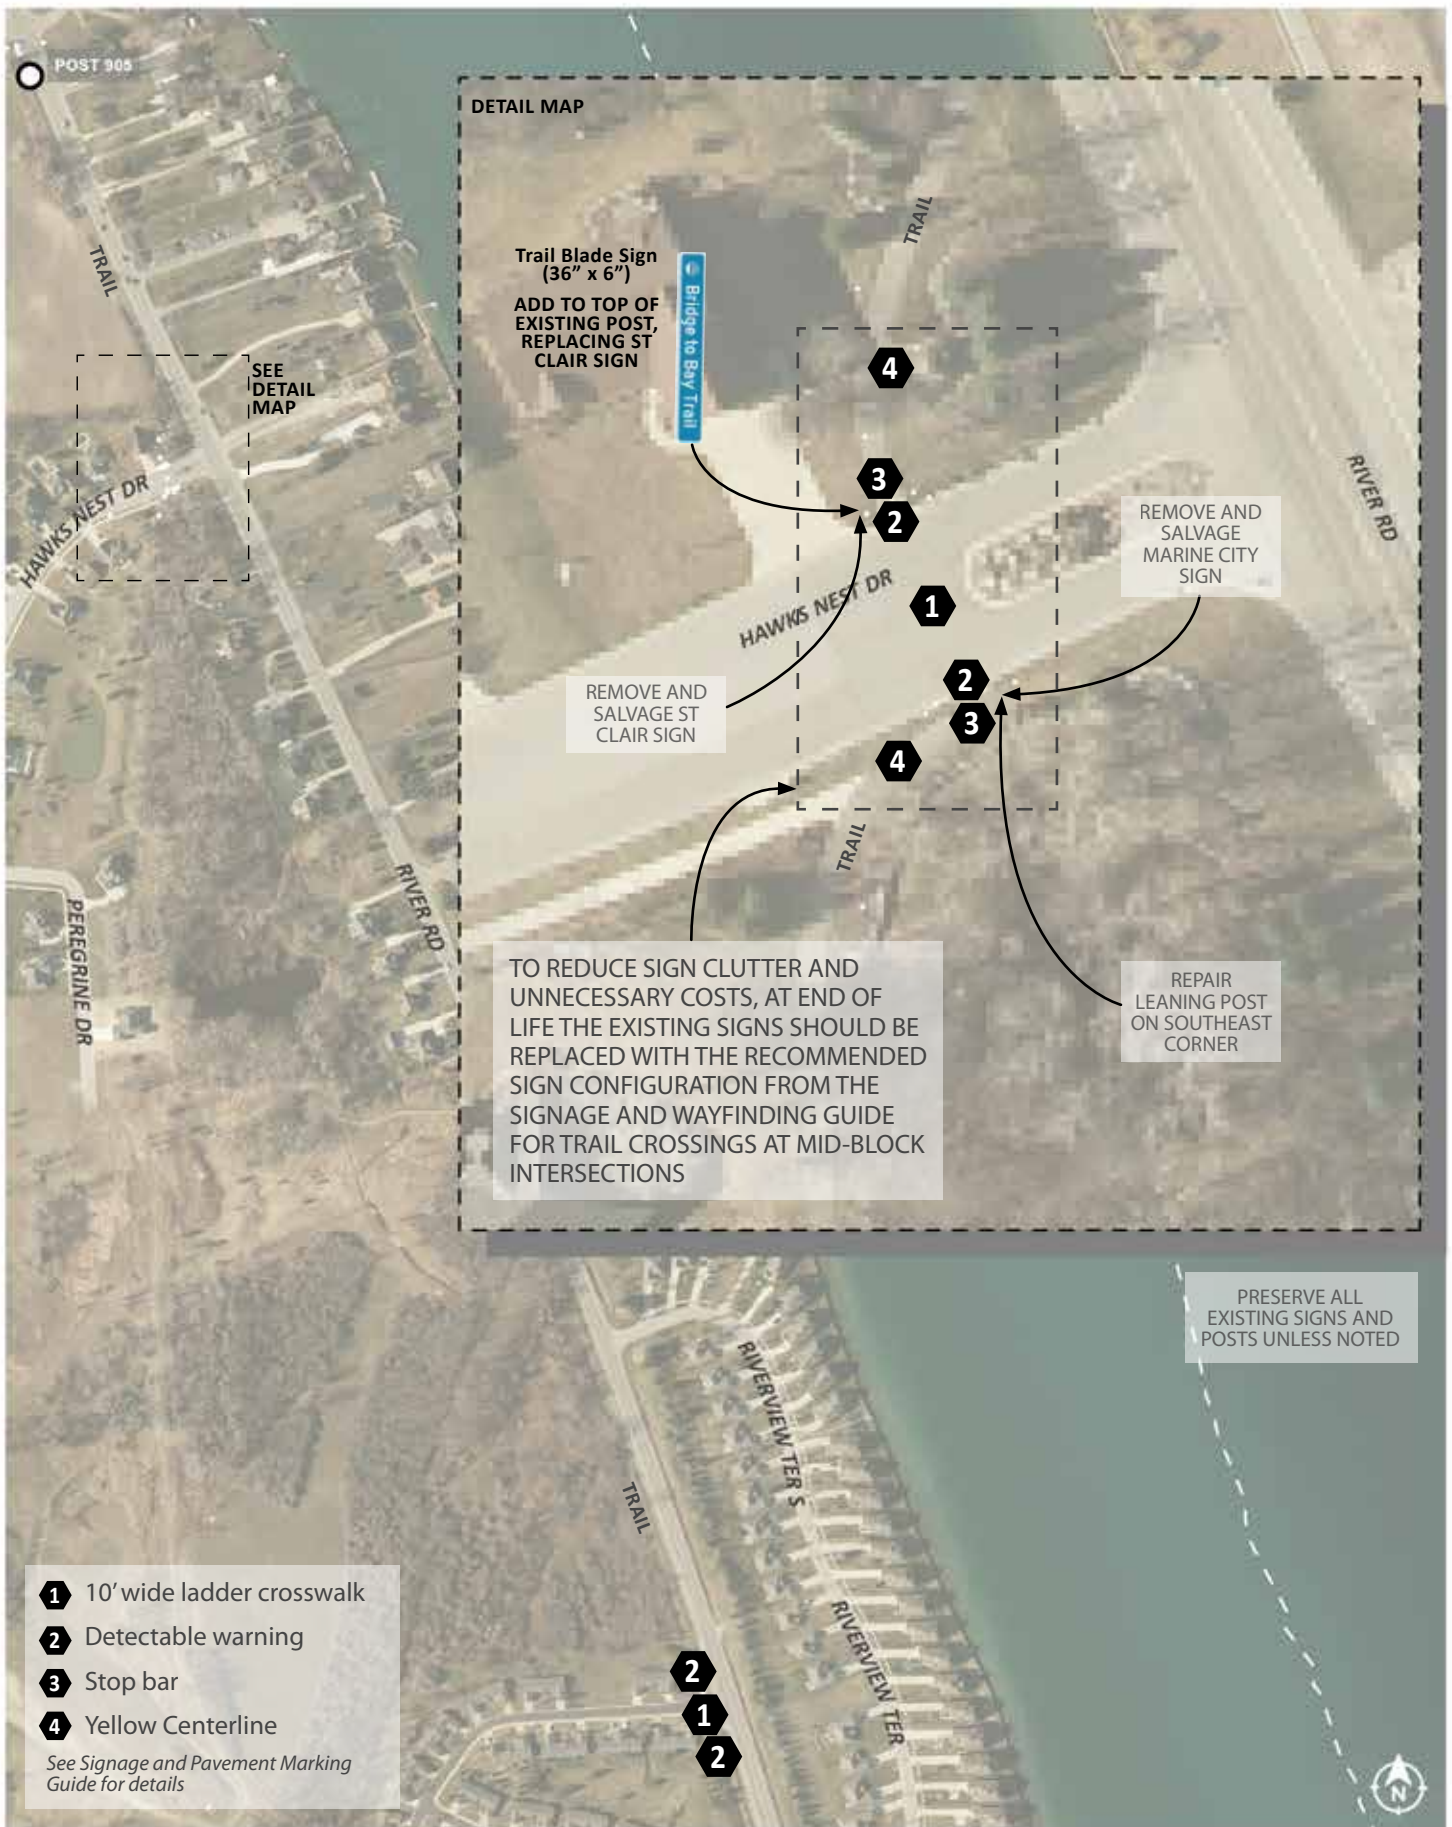 POST 905
DETAIL MAP
TRAIL
TRAIL
Trail Blade Sign
(36” x 6”)
ADD TO TOP OF
EXISTING POST,
REPLACING ST
CLAIR SIGN
Bridge to Bay Trail
SEE
DETAIL
MAP
4
3
2
HAWKS NEST DR
RIVER RD
REMOVE AND
SALVAGE
MARINE CITY
SIGN
HAWKS NEST DR
1
2
3
4
REMOVE AND
SALVAGE ST
CLAIR SIGN
TRAIL
RIVER RD
PEREGRINE DR
TO REDUCE SIGN CLUTTER AND
UNNECESSARY COSTS, AT END OF
LIFE THE EXISTING SIGNS SHOULD BE
REPLACED WITH THE RECOMMENDED
SIGN CONFIGURATION FROM THE
SIGNAGE AND WAYFINDING GUIDE
FOR TRAIL CROSSINGS AT MID-BLOCK
INTERSECTIONS
REPAIR
LEANING POST
ON SOUTHEAST
CORNER
PRESERVE ALL
EXISTING SIGNS AND
POSTS UNLESS NOTED
RIVERVIEW TER S
TRAIL
RIVERVIEW TER
2
1
2
1 10’ wide ladder crosswalk
2 Detectable warning
3 Stop bar
4 Yellow Centerline
See Signage and Pavement Marking
Guide for details
N